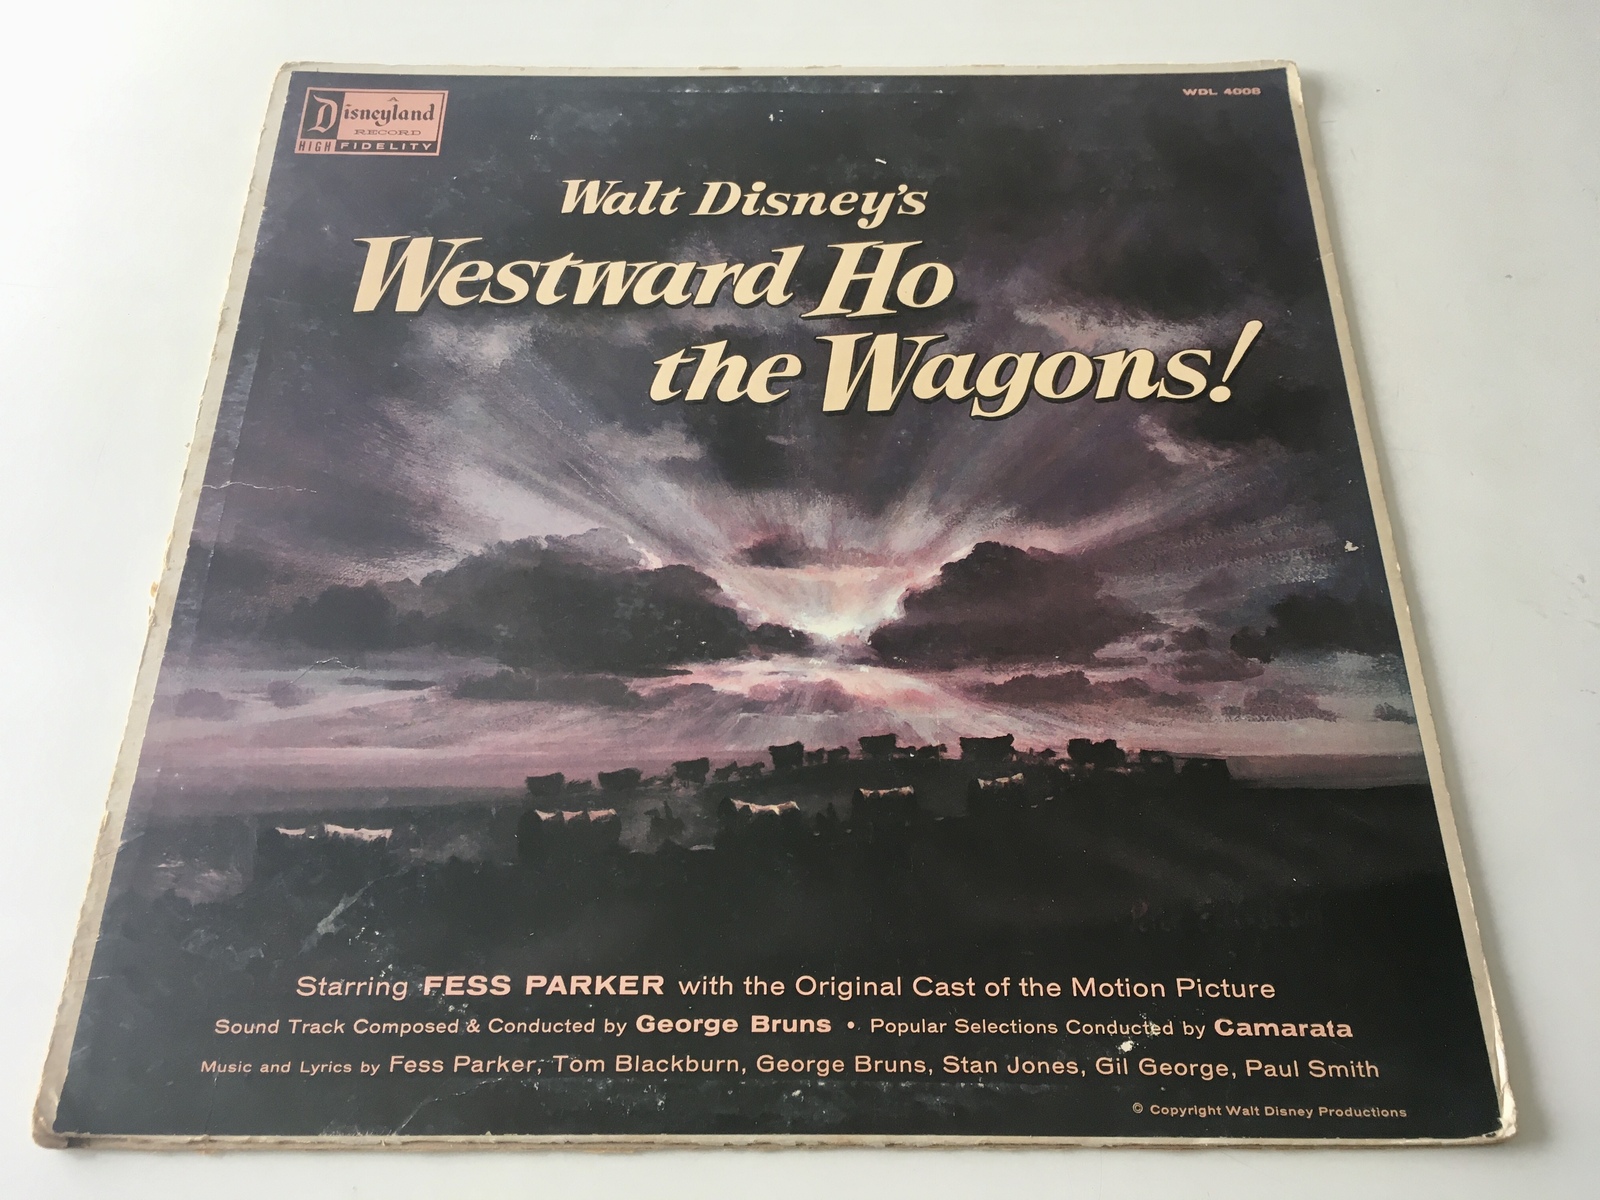 Disneyland
RECORD
HIGH FIDELITY
WDL 4008
Walt Disney's
Westward Ho
the Wagons!
Starring FESS PARKER with the Original Cast of the Motion Picture
Sound Track Composed & Conducted by George Bruns • Popular Selections Conducted by Camarata
Music and Lyrics by Fess Parker, Tom Blackburn, George Bruns, Stan Jones, Gil George, Paul Smith
© Copyright Walt Disney Productions